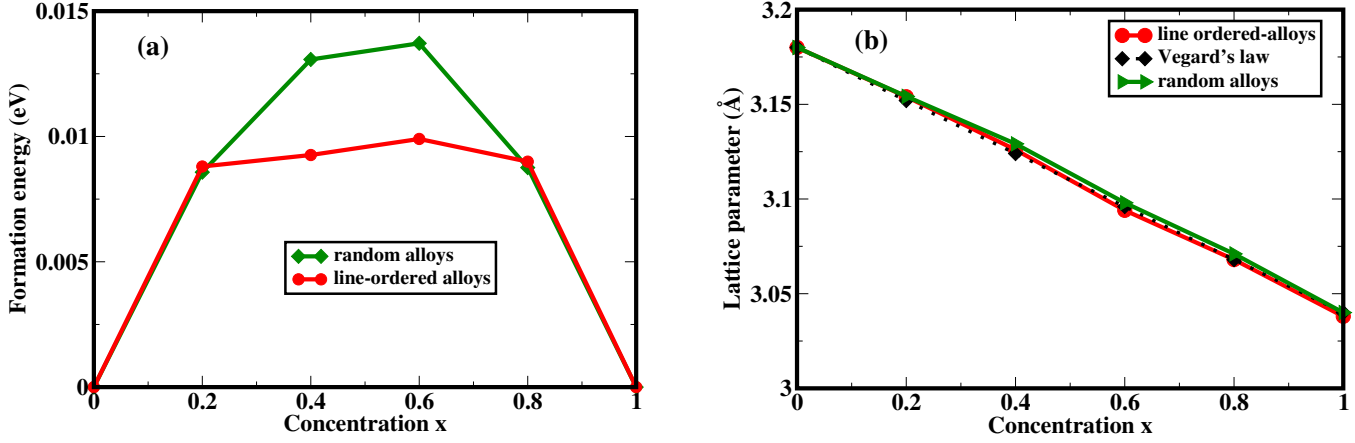 (a)
Formation energy (eV)
0.015
0.01
0.005
0
random alloys
line-ordered alloys
0 0.2 0.4 0.6 0.8 1
Concentration x
(b)
Lattice parameter (Å)
3.2
3.15
3.1
3.05
3
line ordered-alloys
Vegard's law
random alloys
0 0.2 0.4 0.6 0.8 1
Concentration x